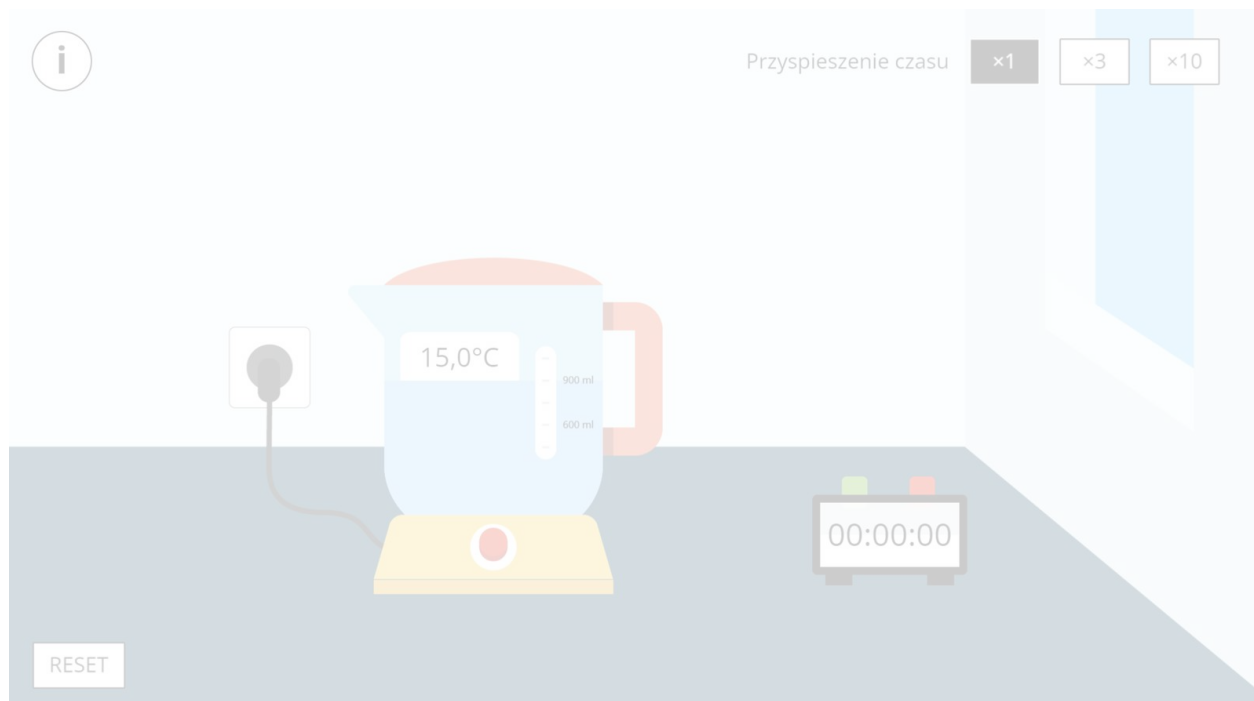 i
Przyspieszenie czasu ×1 ×3 ×10
15,0°C
900 ml
600 ml
00:00:00
RESET